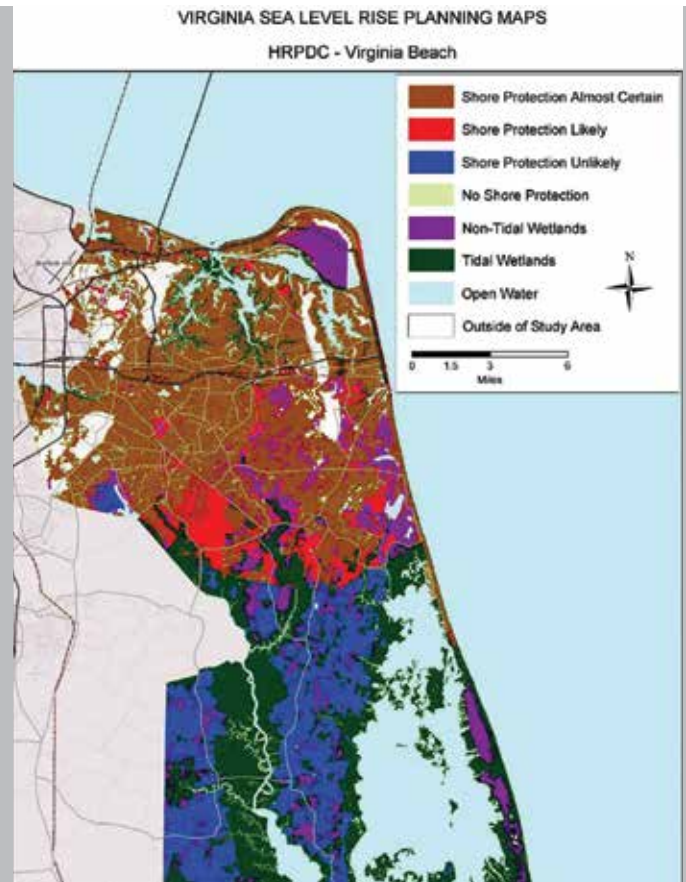 VIRGINIA SEA LEVEL RISE PLANNING MAPS
HRPDC - Virginia Beach
Shore Protection Almost Certain
Shore Protection Likely
Shore Protection Unlikely
No Shore Protection
Non-Tidal Wetlands
Tidal Wetlands
Open Water
Outside of Study Area
N
0 1.5 3 6
Miles